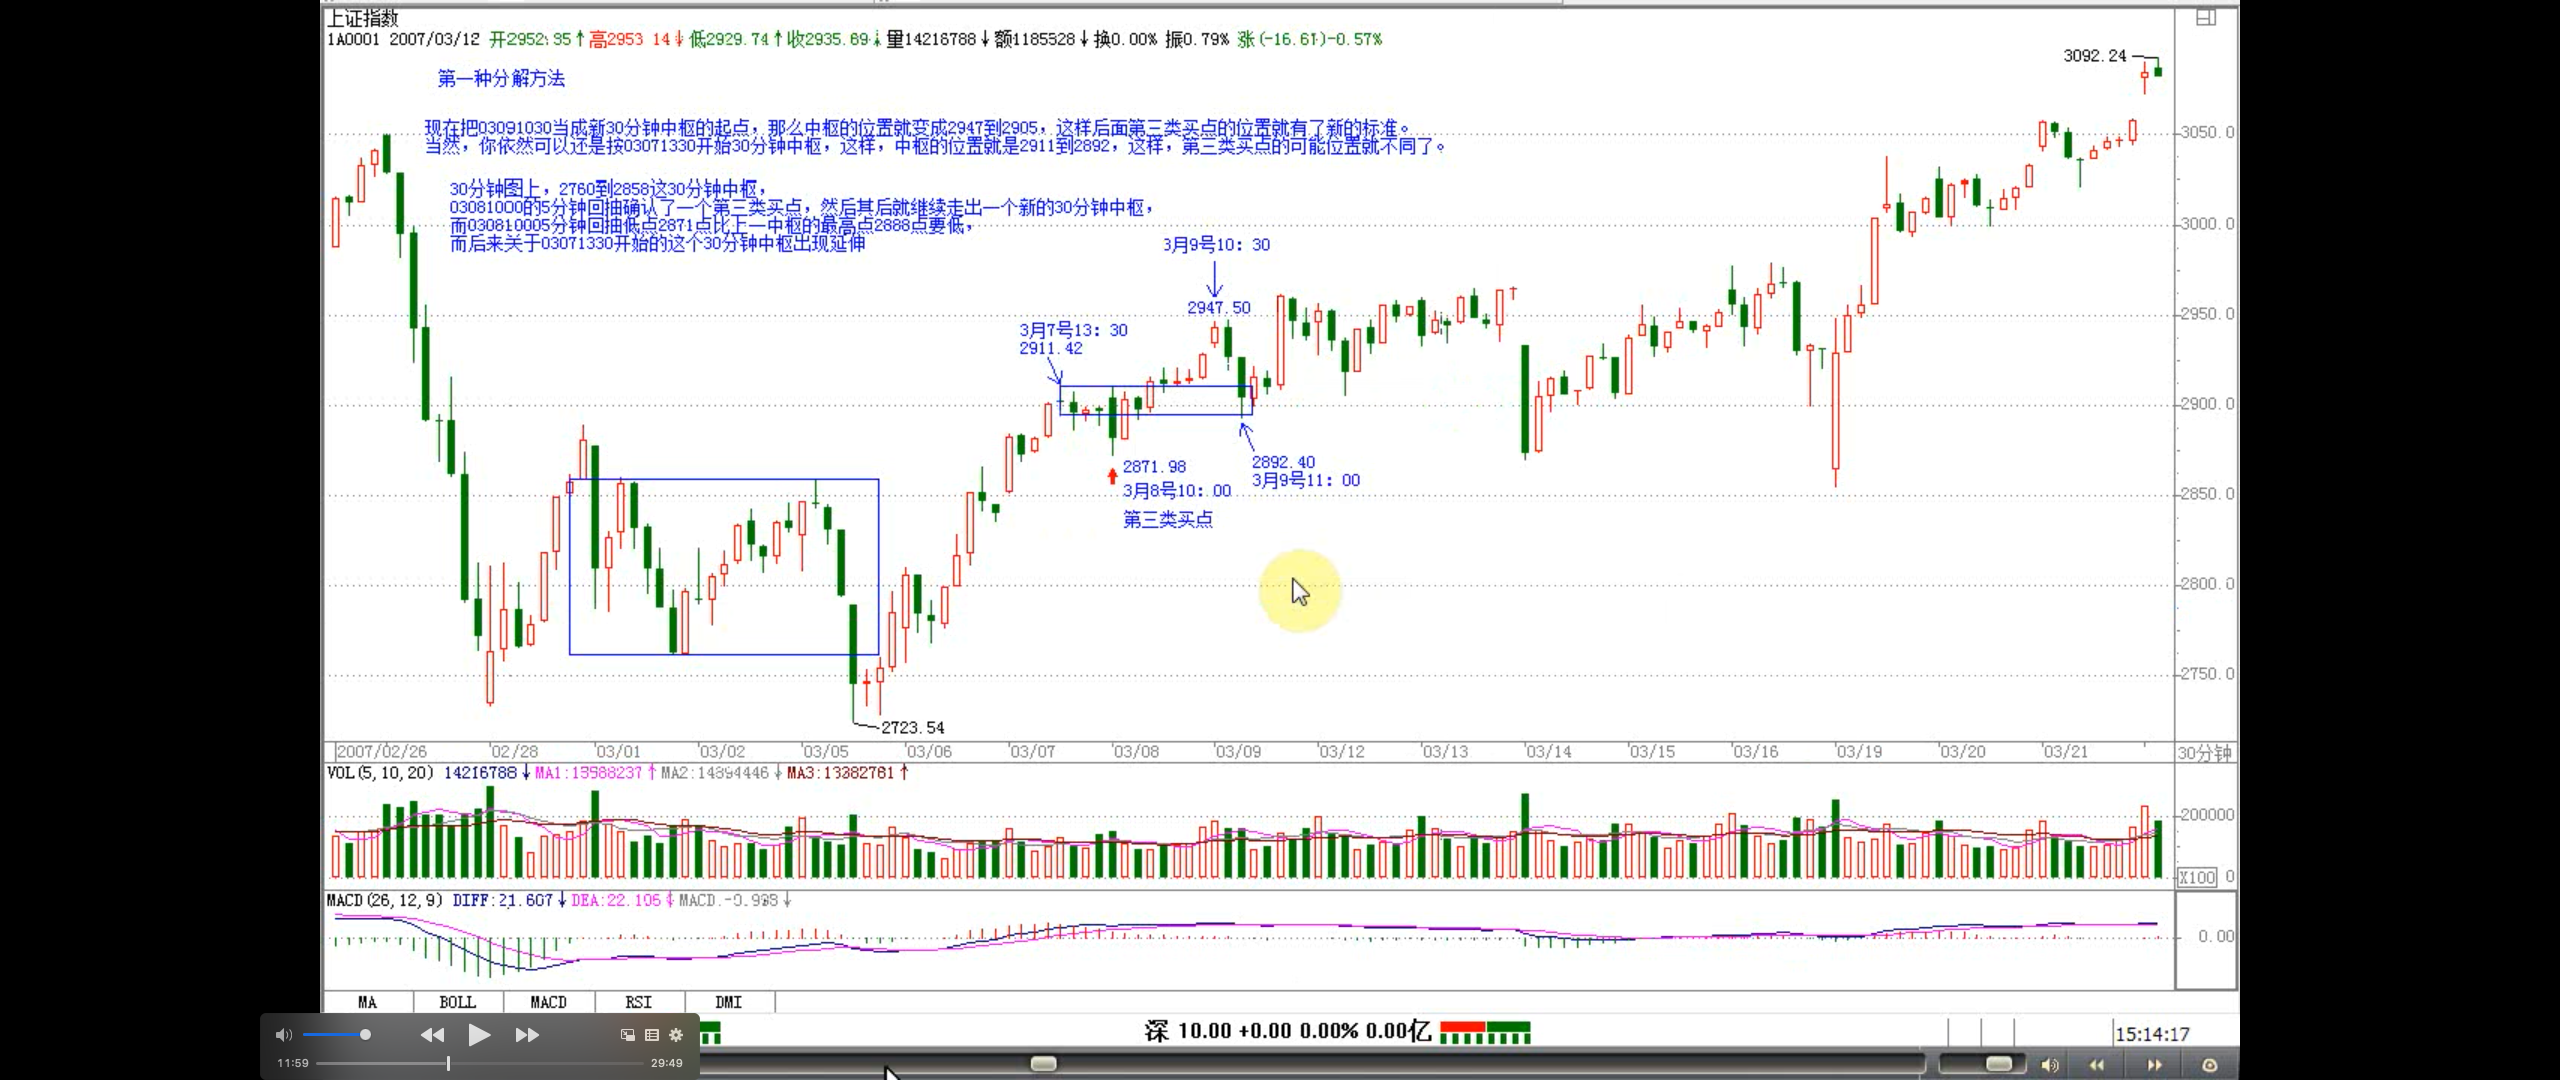 上证指数
1A0001 2007/03/12 开2952.35↑高2953.14↓低2929.74↑收2935.69↓量14216788↓额1185328↓换0.00% 振0.79% 涨(-16.61)-0.57%
3092.24
第一种分解方法
现在把03091030当成新30分钟中枢的起点，那么中枢的位置就变成2947到2905，这样后面第三类买点的位置就有了新的标准。
当然，你依然可以还是按03071330开始30分钟中枢，这样，中枢的位置就是2911到2892，这样，第三类买点的可能位置就不同了。
30分钟图上，2760到2858这30分钟中枢，
03081000的5分钟回抽确认了一个第三类买点，然后其后就继续走出一个新的30分钟中枢，
而030810005分钟回抽低点2871点比上一中枢的最高点2888点要低，
而后来关于03071330开始的这个30分钟中枢出现延伸
3月9号10：30
2947.50
3月7号13：30
2911.42
2871.98
3月8号10：00
第三类买点
2892.40
3月9号11：00
2723.54
3050.0
3000.0
2950.0
2900.0
2850.0
2800.0
2750.0
2007/02/26 02/28 03/01 03/02 03/05 03/06 03/07 03/08 03/09 03/12 03/13 03/14 03/15 03/16 03/19 03/20 03/21 30分钟
VOL(5,10,20) 14216788↓MA1:13588237↑MA2:14394446↓MA3:13382761↑
200000
X100 0
MACD(26,12,9) DIFF:21.607↓DEA:22.106↓MACD:-0.998↓
0.00
MA BOLL MACD RSI DMI
深 10.00 +0.00 0.00% 0.00亿
15:14:17
11:59 29:49